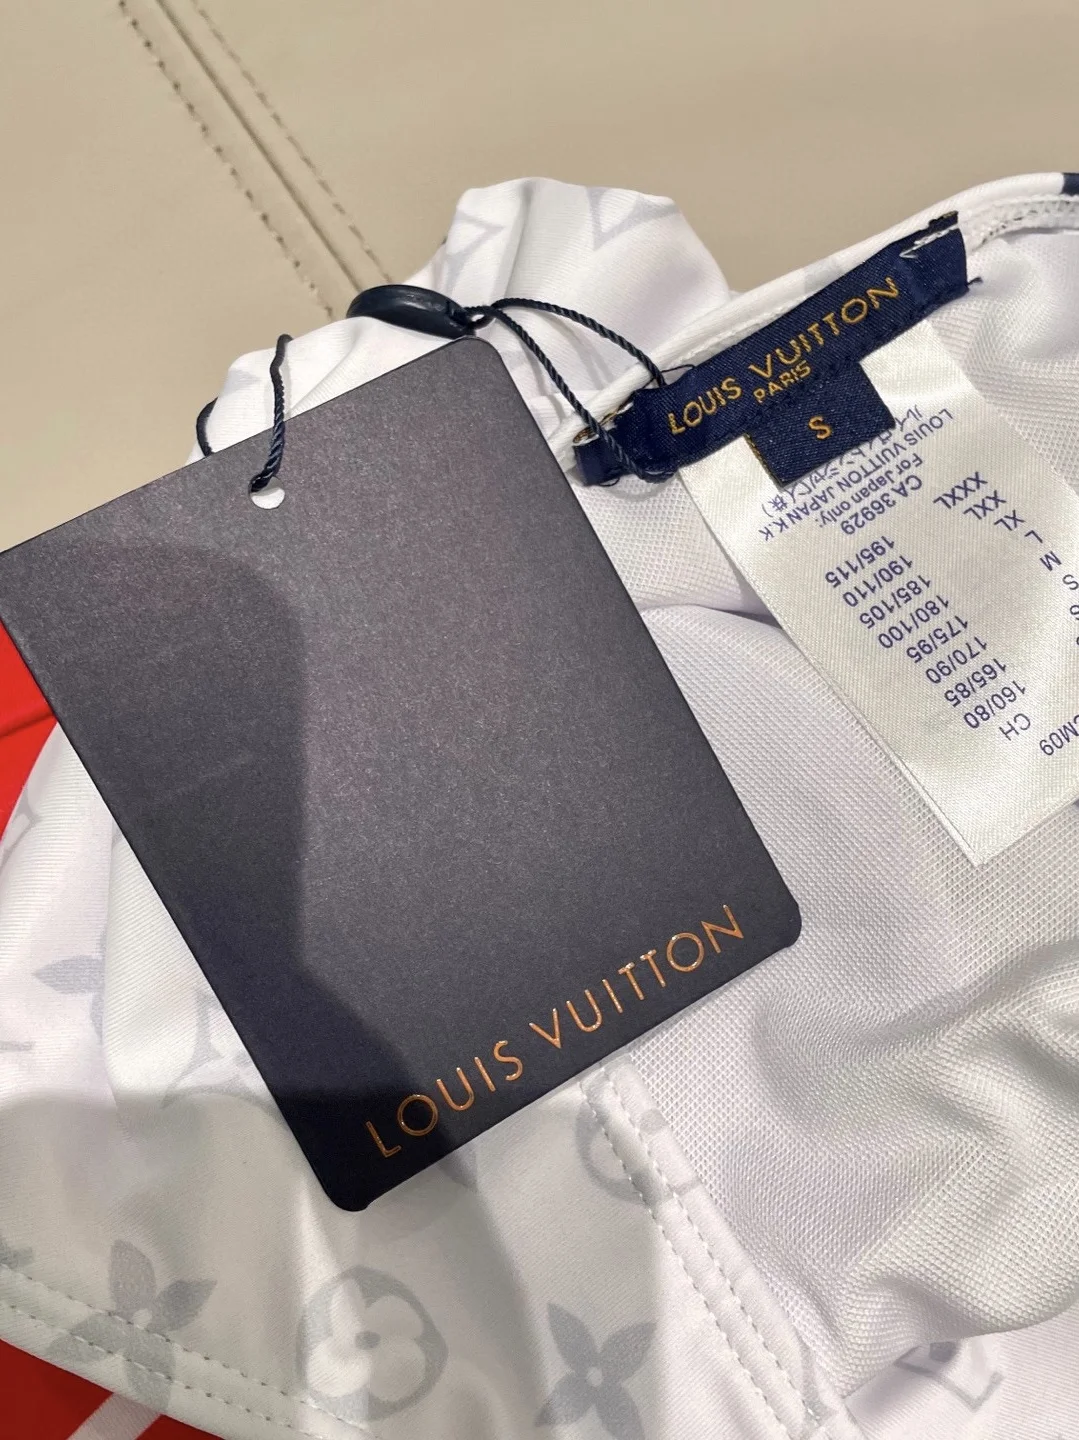 LOUIS VUITTON
PARIS
S
LOUIS VUITTON
CM09
CH
160/80
165/85
170/90
175/95
180/100
185/105
190/110
195/115
S
M
L
XL
XXL
XXXL
CA 36929
For Japan only:
LOUIS VUITTON JAPAN K.K